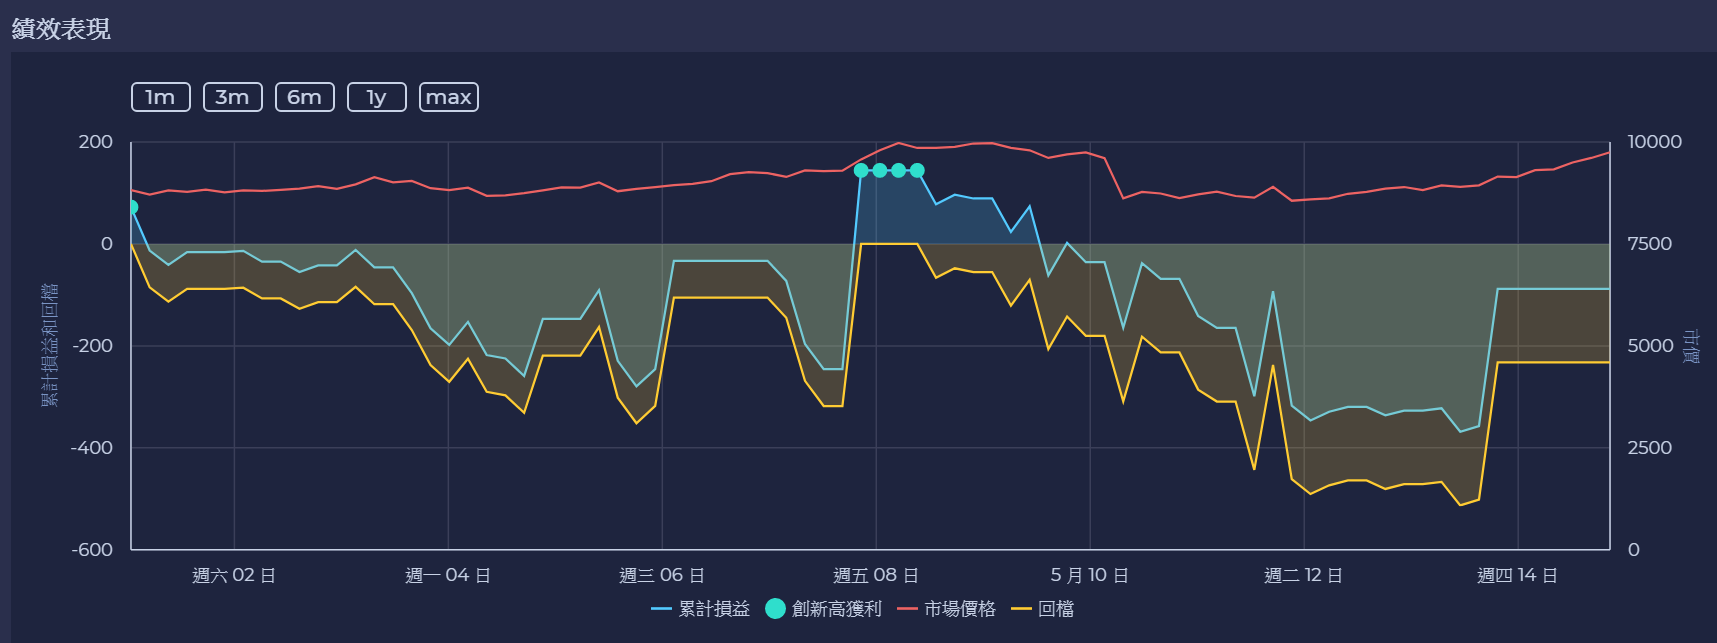 績效表現
1m 3m 6m 1y max
200 10000
0 7500
-200 5000
-400 2500
-600 0
累計損益和回檔
市價
週六 02 日 週一 04 日 週三 06 日 週五 08 日 5 月 10 日 週二 12 日 週四 14 日
累計損益 創新高獲利 市場價格 回檔